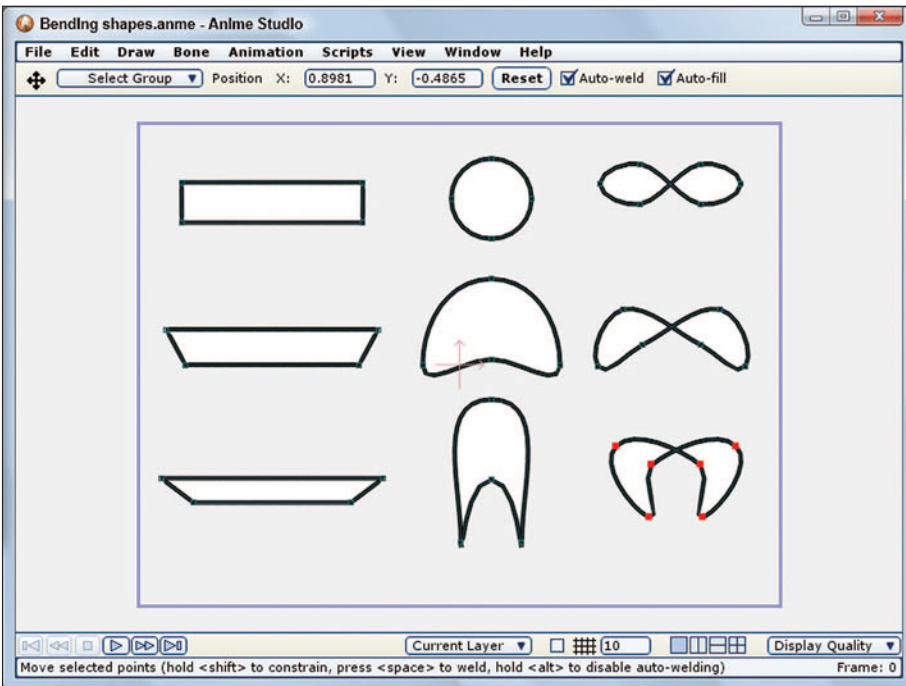 Bending shapes.anme - Anime Studio
File Edit Draw Bone Animation Scripts View Window Help
Select Group Position X: 0.8981 Y: -0.4865 Reset Auto-weld Auto-fill
Current Layer 10 Display Quality
Move selected points (hold <shift> to constrain, press <space> to weld, hold <alt> to disable auto-welding) Frame: 0